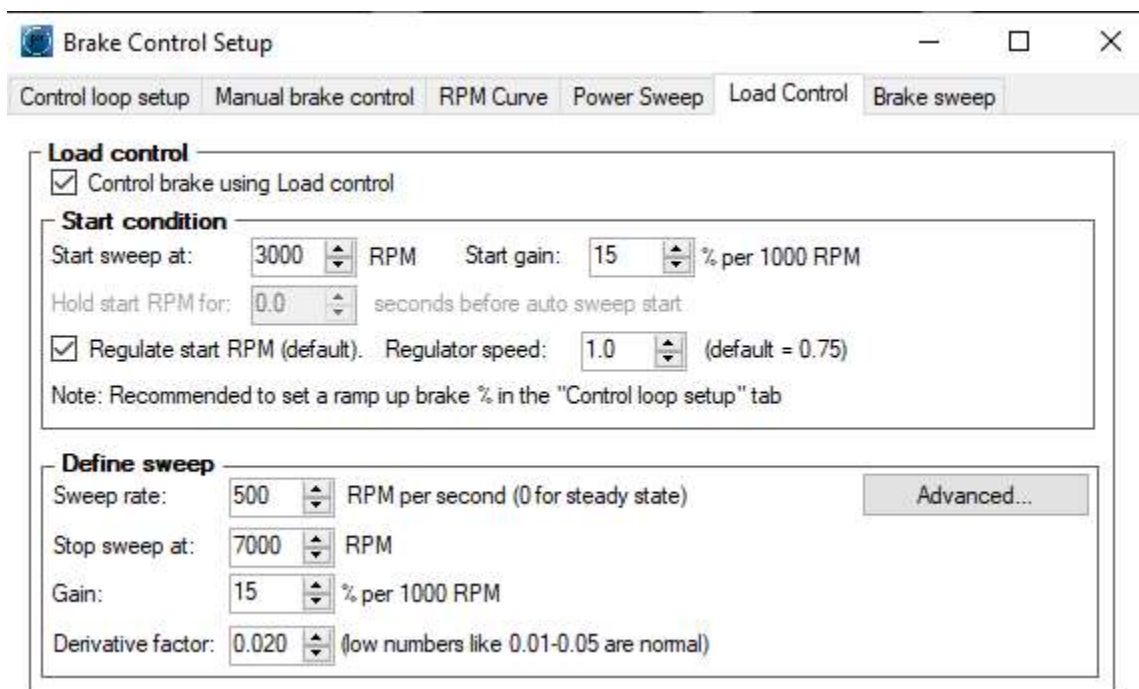 Brake Control Setup
Control loop setup Manual brake control RPM Curve Power Sweep Load Control Brake sweep
Load control
Control brake using Load control
Start condition
Start sweep at: 3000 RPM Start gain: 15 % per 1000 RPM
Hold start RPM for: 0.0 seconds before auto sweep start
Regulate start RPM (default). Regulator speed: 1.0 (default = 0.75)
Note: Recommended to set a ramp up brake % in the "Control loop setup" tab
Define sweep
Sweep rate: 500 RPM per second (0 for steady state) Advanced...
Stop sweep at: 7000 RPM
Gain: 15 % per 1000 RPM
Derivative factor: 0.020 (low numbers like 0.01-0.05 are normal)